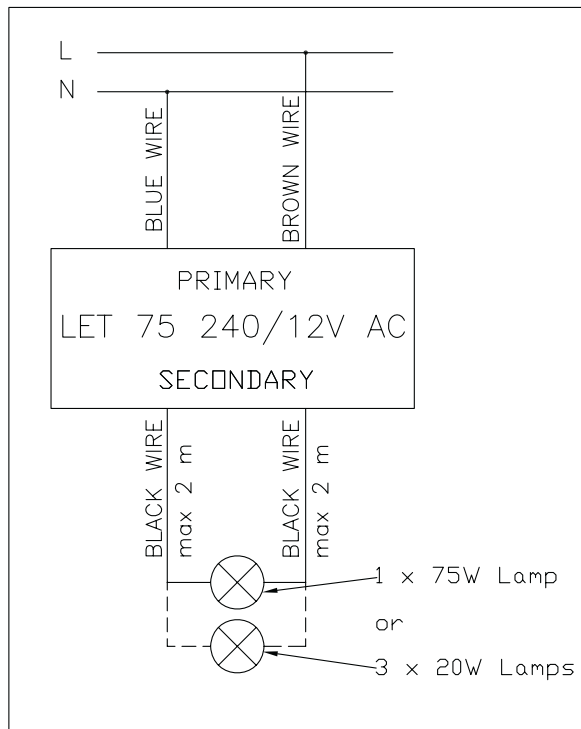 L
N
BLUE WIRE
BROWN WIRE
PRIMARY
LET 75 240/12V AC
SECONDARY
BLACK WIRE
max 2 m
BLACK WIRE
max 2 m
1 x 75W Lamp
or
3 x 20W Lamps